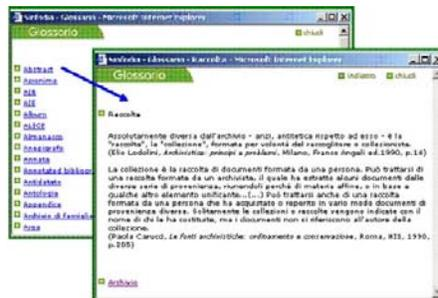 Sinfodia - Glossario - Microsoft Internet Explorer
Glossario
chiudi
Abstract
Acronimo
AIB
AIE
Album
ALICE
Almanacco
Anepigrafo
Annata
Annotated bibliogr
Antidatato
Antologia
Appendice
Archivio di famiglia
Area
Sinfodia - Glossario - Raccolta - Microsoft Internet Explorer
Glossario
indietro
chiudi
Raccolta
Assolutamente diversa dall'archivio - anzi, antitetica rispetto ad esso - è la
"raccolta", la "collezione", formata per volontà del raccoglitore o collezionista.
(Elio Lodolini, Archivistica: principi e problemi, Milano, Franco Angeli ed.1990, p.14)
La collezione è la raccolta di documenti formata da una persona. Può trattarsi di
una raccolta formata da un archivista, il quale ha estratto alcuni documenti dalle
diverse serie di provenienza, riunendoli perchè di materia affine, o in base a
qualche altro elemento unificante...(...) Può trattarsi anche di una raccolta
formata da una persona che ha acquistato o reperito in vario modo documenti di
provenienza diversa. Solitamente le collezioni o raccolte vengono indicate con il
nome di chi le ha costituite, ma i documenti non si riferiscono all'autore della
collezione.
(Paola Carucci, Le fonti archivistiche: ordinamento e conservazione, Roma, NIS, 1990,
p.205)
Archivio